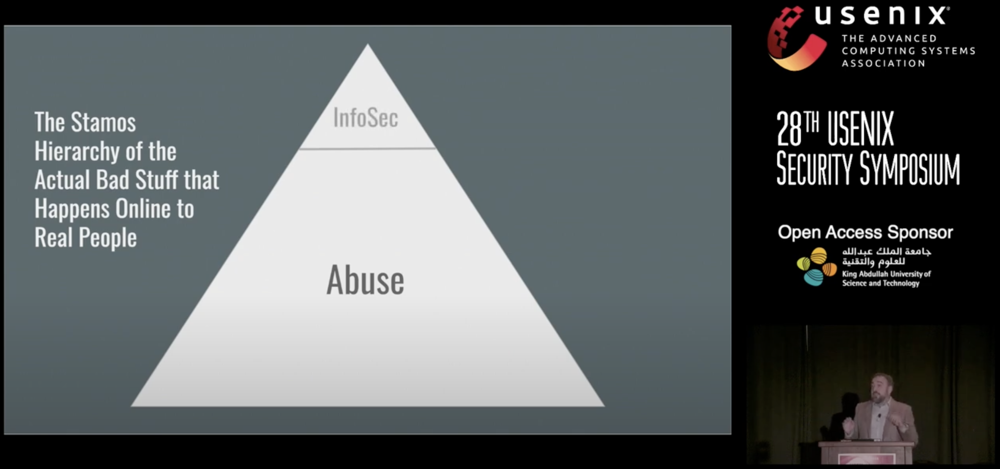 The Stamos
Hierarchy of the
Actual Bad Stuff that
Happens Online to
Real People
InfoSec
Abuse
usenix®
THE ADVANCED
COMPUTING SYSTEMS
ASSOCIATION
28TH USENIX
SECURITY SYMPOSIUM
Open Access Sponsor
جامعة الملك عبدالله
للعلوم والتقنية
King Abdullah University of
Science and Technology